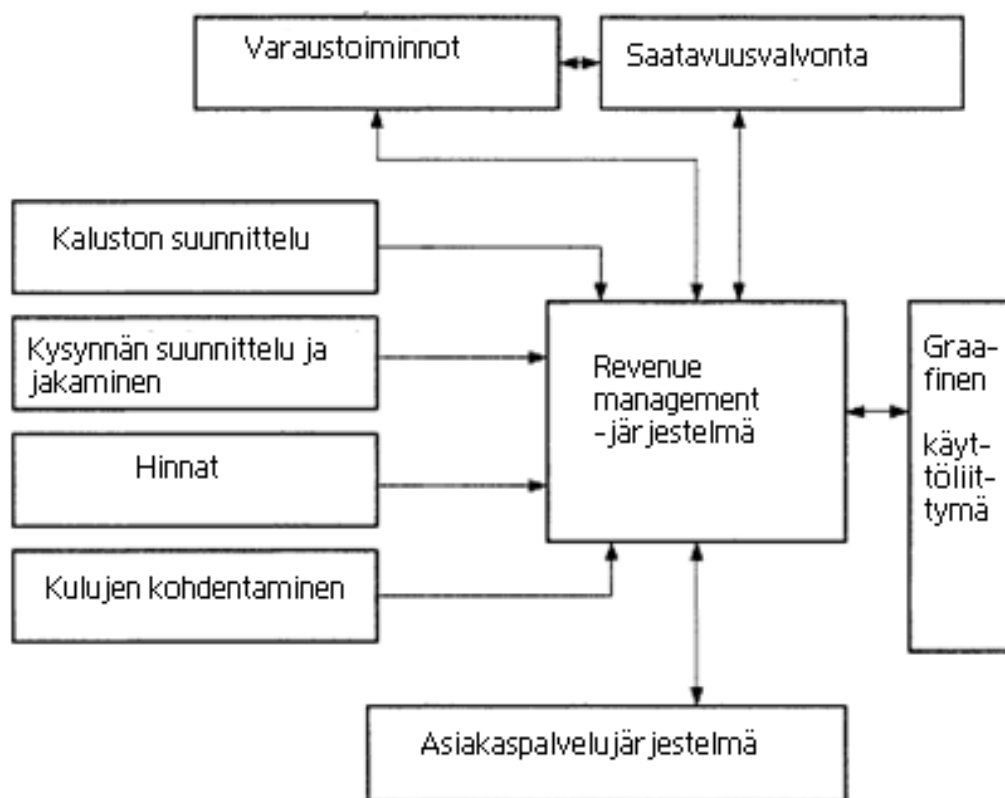 Varaustoiminnot
Saatavuusvalvonta
Kaluston suunnittelu
Kysynnän suunnittelu ja
jakaminen
Hinnat
Kulujen kohdentaminen
Revenue
management
-järjestelmä
Graa-
finen
käyt-
töliit-
tymä
Asiakaspalvelujärjestelmä